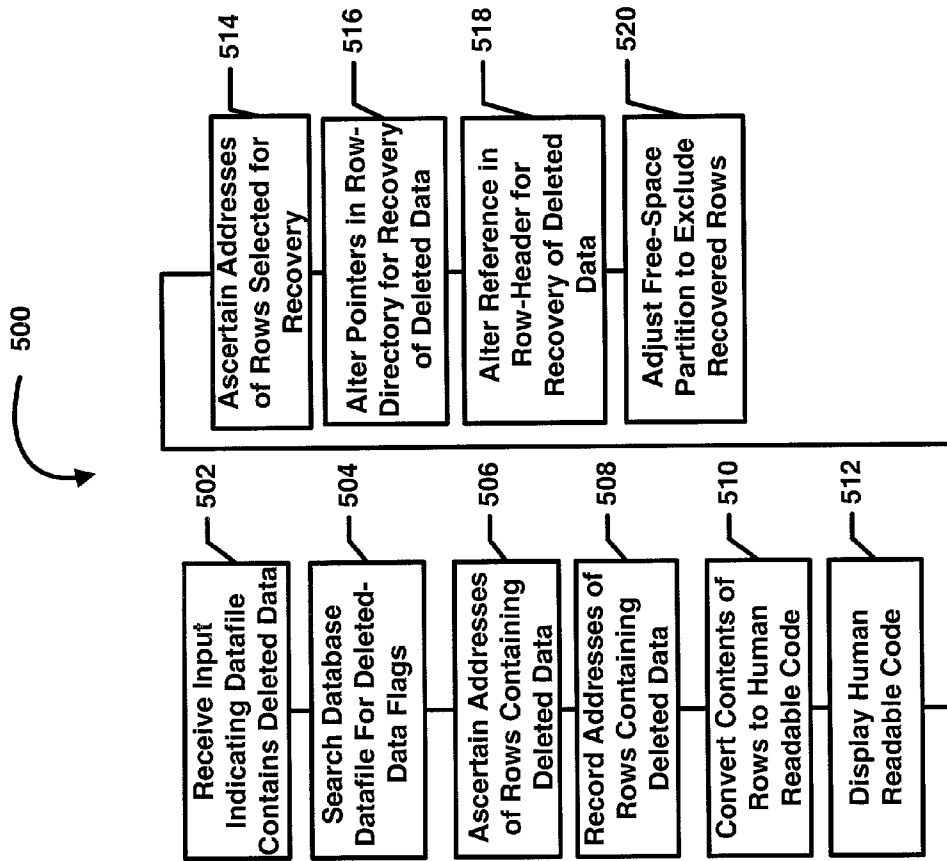 500
Receive Input
Indicating Datafile
Contains Deleted Data
502
Search Database
Datafile For Deleted-
Data Flags
504
Ascertain Addresses
of Rows Containing
Deleted Data
506
Record Addresses of
Rows Containing
Deleted Data
508
Convert Contents of
Rows to Human
Readable Code
510
Display Human
Readable Code
512
Ascertain Addresses
of Rows Selected for
Recovery
514
Alter Pointers in Row-
Directory for Recovery
of Deleted Data
516
Alter Reference in
Row-Header for
Recovery of Deleted
Data
518
Adjust Free-Space
Partition to Exclude
Recovered Rows
520